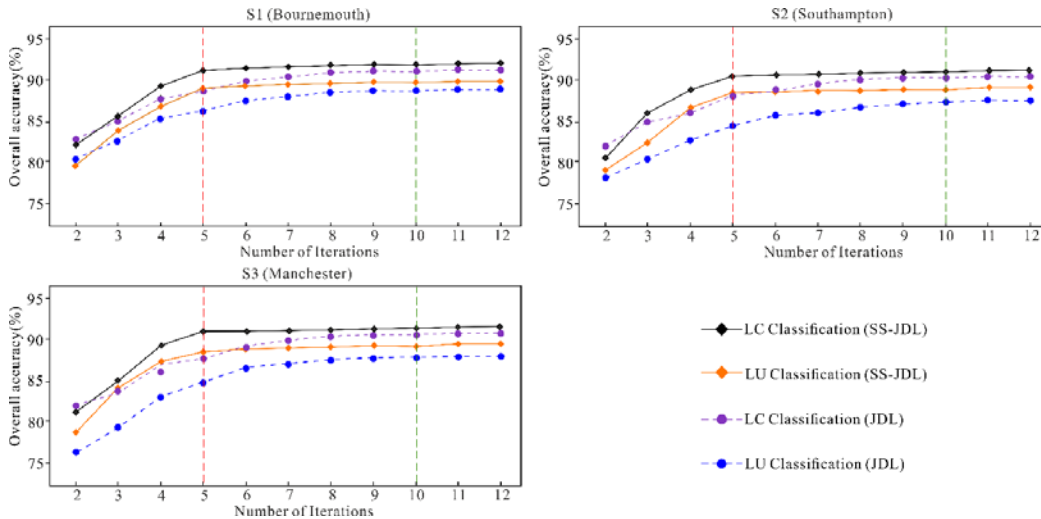 S1 (Bournemouth)
Overall accuracy(%)
95
90
85
80
75
2 3 4 5 6 7 8 9 10 11 12
Number of Iterations
S2 (Southampton)
Overall accuracy(%)
95
90
85
80
75
2 3 4 5 6 7 8 9 10 11 12
Number of Iterations
S3 (Manchester)
Overall accuracy(%)
95
90
85
80
75
2 3 4 5 6 7 8 9 10 11 12
Number of Iterations
LC Classification (SS-JDL)
LU Classification (SS-JDL)
LC Classification (JDL)
LU Classification (JDL)